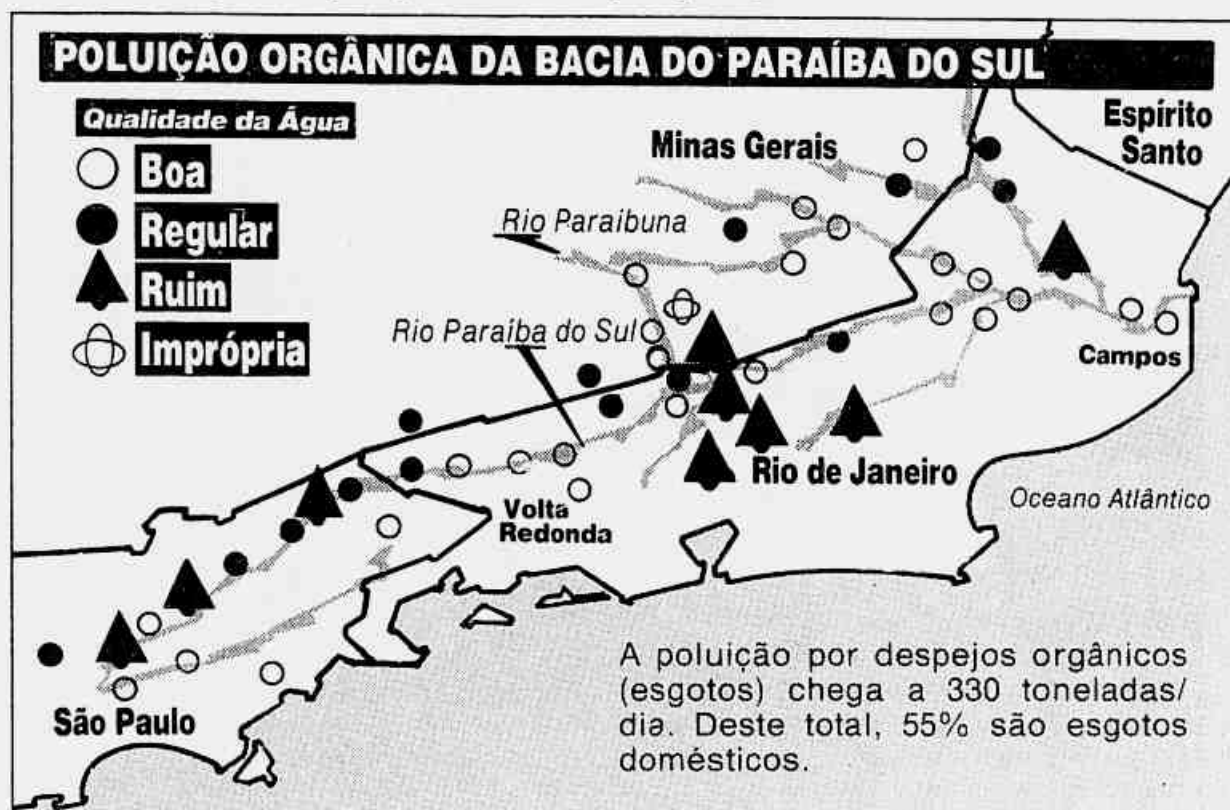 POLUIÇÃO ORGÂNICA DA BACIA DO PARAÍBA DO SUL
Qualidade da Água
Boa
Regular
Ruim
Imprópria
Minas Gerais
Espírito
Santo
Rio Paraibuna
Rio Paraíba do Sul
Campos
Rio de Janeiro
Volta
Redonda
Oceano Atlântico
São Paulo
A poluição por despejos orgânicos
(esgotos) chega a 330 toneladas/
dia. Deste total, 55% são esgotos
domésticos.